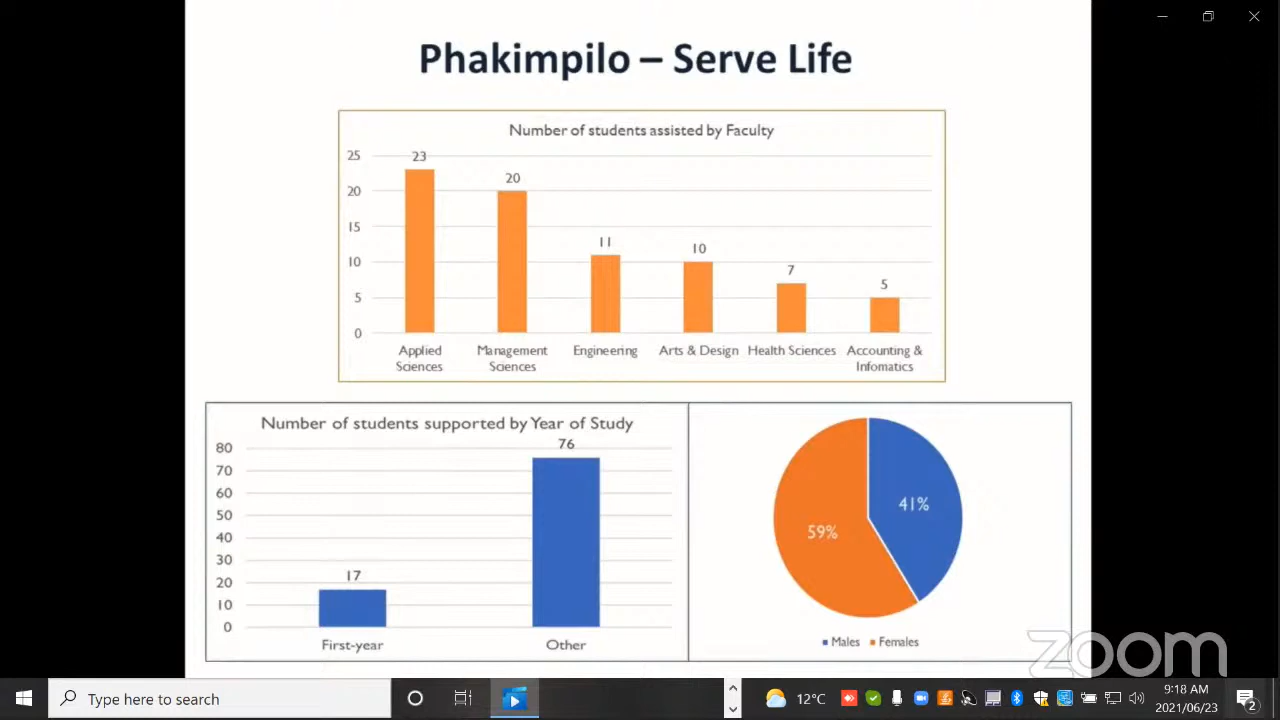 Phakimpilo – Serve Life
Number of students assisted by Faculty
25
20
15
10
5
0
23
20
11
10
7
5
Applied Sciences
Management Sciences
Engineering
Arts & Design
Health Sciences
Accounting & Infomatics
Number of students supported by Year of Study
80
70
60
50
40
30
20
10
0
17
76
First-year
Other
41%
59%
Males
Females
zoom
Type here to search
12°C
9:18 AM
2021/06/23
2